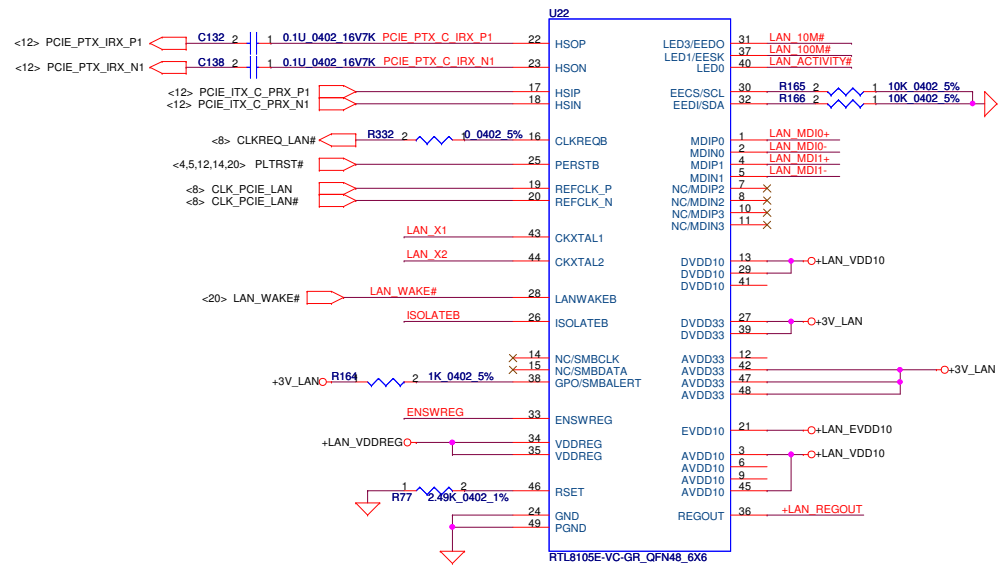 U22
<12> PCIE_PTX_IRX_P1 C132 2 1 0.1U_0402_16V7K PCIE_PTX_C_IRX_P1 22 HSOP
<12> PCIE_PTX_IRX_N1 C138 2 1 0.1U_0402_16V7K PCIE_PTX_C_IRX_N1 23 HSON
<12> PCIE_ITX_C_PRX_P1 17 HSIP
<12> PCIE_ITX_C_PRX_N1 18 HSIN
<8> CLKREQ_LAN# R332 2 1 0_0402_5% 16 CLKREQB
<4,5,12,14,20> PLTRST# 25 PERSTB
<8> CLK_PCIE_LAN 19 REFCLK_P
<8> CLK_PCIE_LAN# 20 REFCLK_N
LAN_X1 43 CKXTAL1
LAN_X2 44 CKXTAL2
<20> LAN_WAKE# LAN_WAKE# 28 LANWAKEB
ISOLATEB 26 ISOLATEB
14 NC/SMBCLK
15 NC/SMBDATA
+3V_LAN R164 1 2 1K_0402_5% 38 GPO/SMBALERT
ENSWREG 33 ENSWREG
+LAN_VDDREG 34 VDDREG
35 VDDREG
R77 1 2 2.49K_0402_1% 46 RSET
24 GND
49 PGND
LED3/EEDO 31 LAN_10M#
LED1/EESK 37 LAN_100M#
LED0 40 LAN_ACTIVITY#
EECS/SCL 30 R165 2 1 10K_0402_5%
EEDI/SDA 32 R166 2 1 10K_0402_5%
MDIP0 1 LAN_MDI0+
MDIN0 2 LAN_MDI0-
MDIP1 4 LAN_MDI1+
MDIN1 5 LAN_MDI1-
NC/MDIP2 7
NC/MDIN2 8
NC/MDIP3 10
NC/MDIN3 11
DVDD10 13 +LAN_VDD10
DVDD10 29
DVDD10 41
DVDD33 27 +3V_LAN
DVDD33 39
AVDD33 12
AVDD33 42 +3V_LAN
AVDD33 47
AVDD33 48
EVDD10 21 +LAN_EVDD10
AVDD10 3 +LAN_VDD10
AVDD10 6
AVDD10 9
AVDD10 45
REGOUT 36 +LAN_REGOUT
RTL8105E-VC-GR_QFN48_6X6